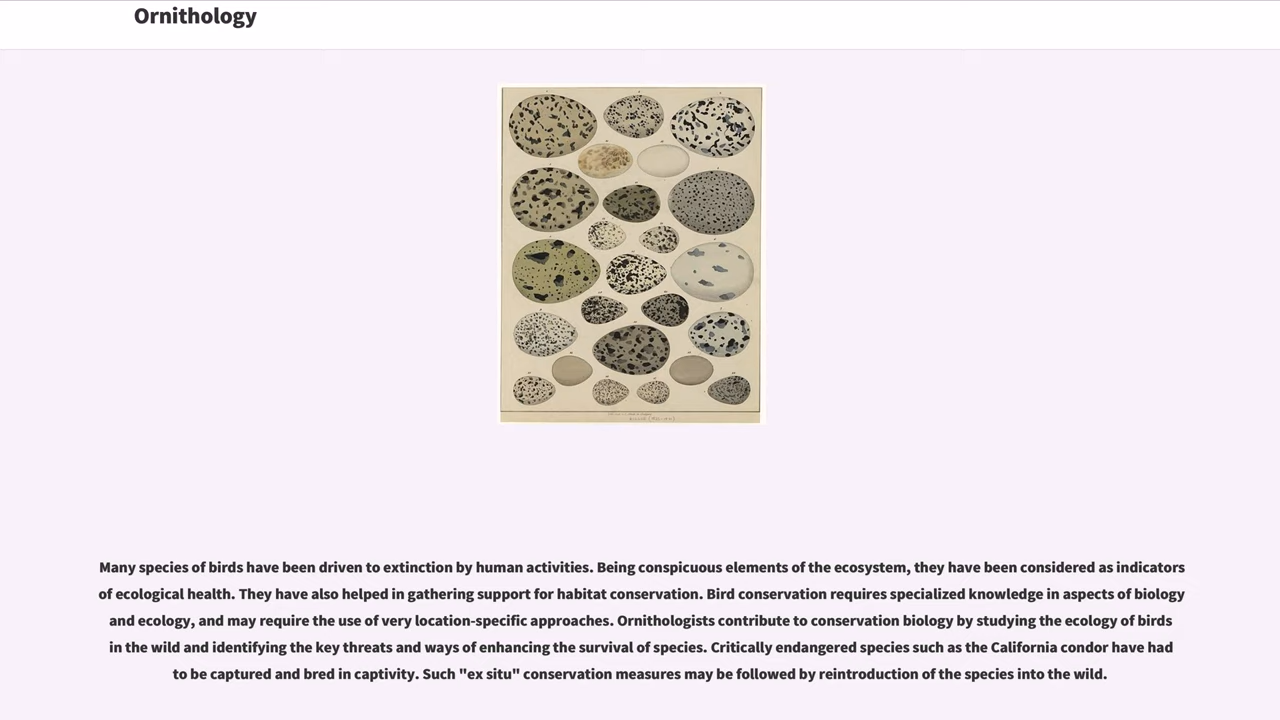 Ornithology
Many species of birds have been driven to extinction by human activities. Being conspicuous elements of the ecosystem, they have been considered as indicators
of ecological health. They have also helped in gathering support for habitat conservation. Bird conservation requires specialized knowledge in aspects of biology
and ecology, and may require the use of very location-specific approaches. Ornithologists contribute to conservation biology by studying the ecology of birds
in the wild and identifying the key threats and ways of enhancing the survival of species. Critically endangered species such as the California condor have had
to be captured and bred in captivity. Such "ex situ" conservation measures may be followed by reintroduction of the species into the wild.